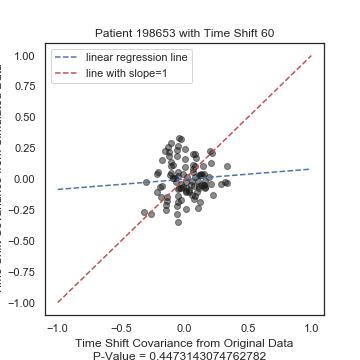 Patient 198653 with Time Shift 60
linear regression line
line with slope=1
1.00
0.75
0.50
0.25
0.00
−0.25
−0.50
−0.75
−1.00
−1.0
−0.5
0.0
0.5
1.0
Time Shift Covariance from Original Data
P-Value = 0.4473143074762782